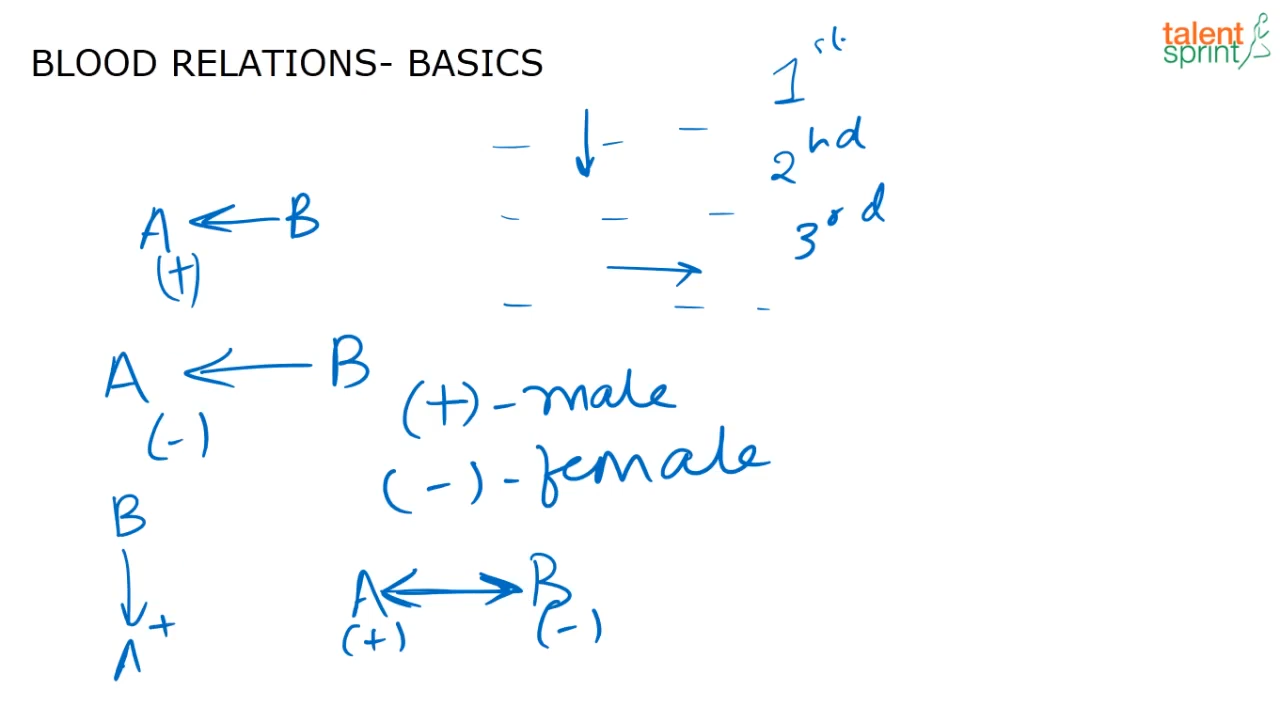 BLOOD RELATIONS- BASICS
talent
sprint
1st
2nd
3rd
A ← B
(+)
A ← B
(-)
(+) - male
(-) - female
B
↓
A +
A ↔ B
(+) (-)